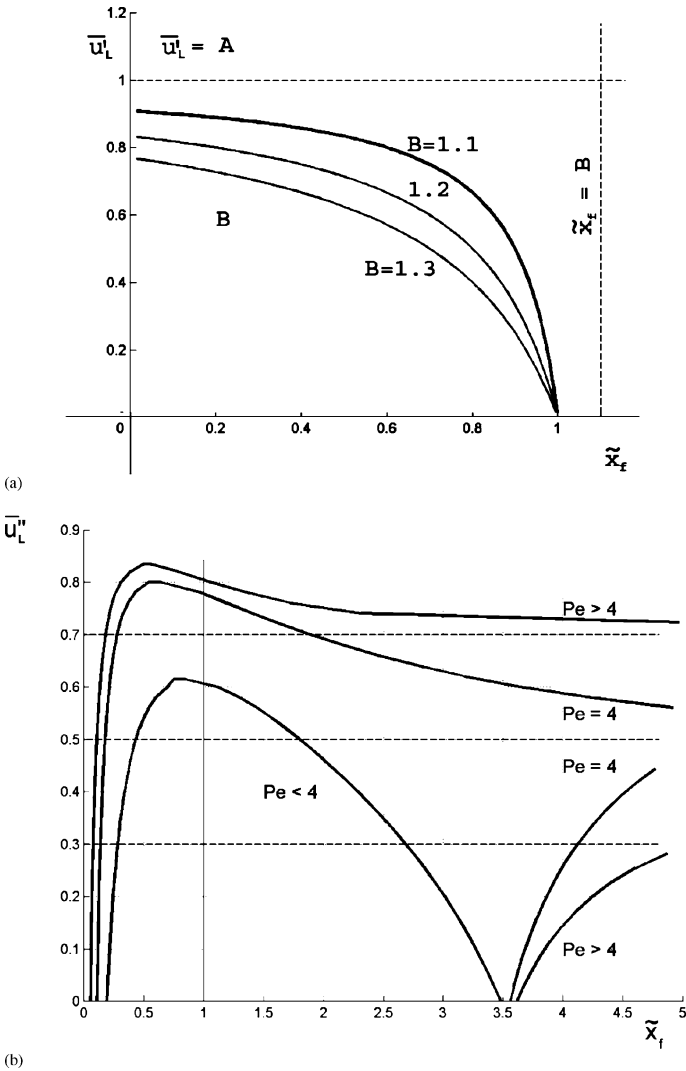 1.2
u̅'L u̅'L = A
1
B=1.1
0.8
1.2
x̃f = B
B
0.6
B=1.3
0.4
0.2
0 0.2 0.4 0.6 0.8 1
x̃f
(a)
u̅"L
0.9
0.8
Pe > 4
0.7
0.6
Pe = 4
0.5
Pe = 4
Pe < 4
0.4
0.3
0.2
Pe > 4
0.1
0
0 0.5 1 1.5 2 2.5 3 3.5 4 4.5 5
x̃f
(b)